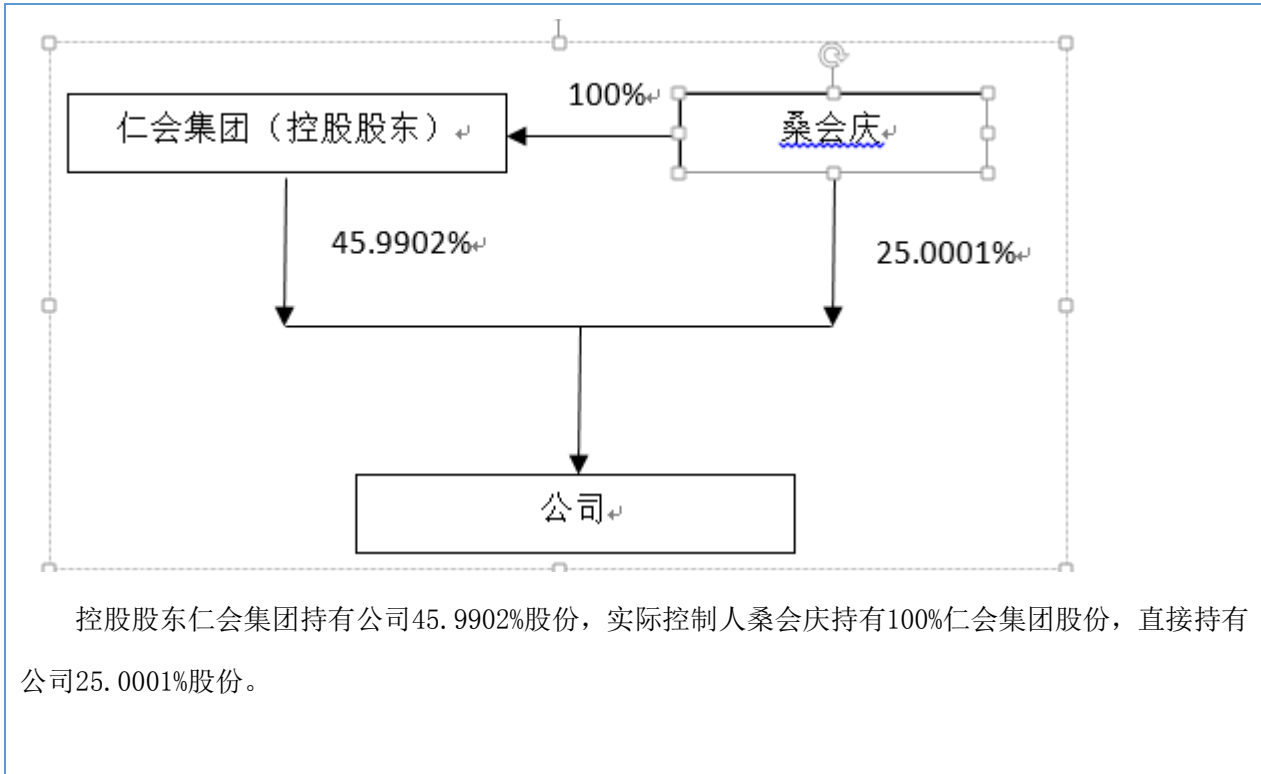 100%
仁会集团（控股股东）
桑会庆
45.9902%
25.0001%
公司
控股股东仁会集团持有公司45.9902%股份，实际控制人桑会庆持有100%仁会集团股份，直接持有
公司25.0001%股份。